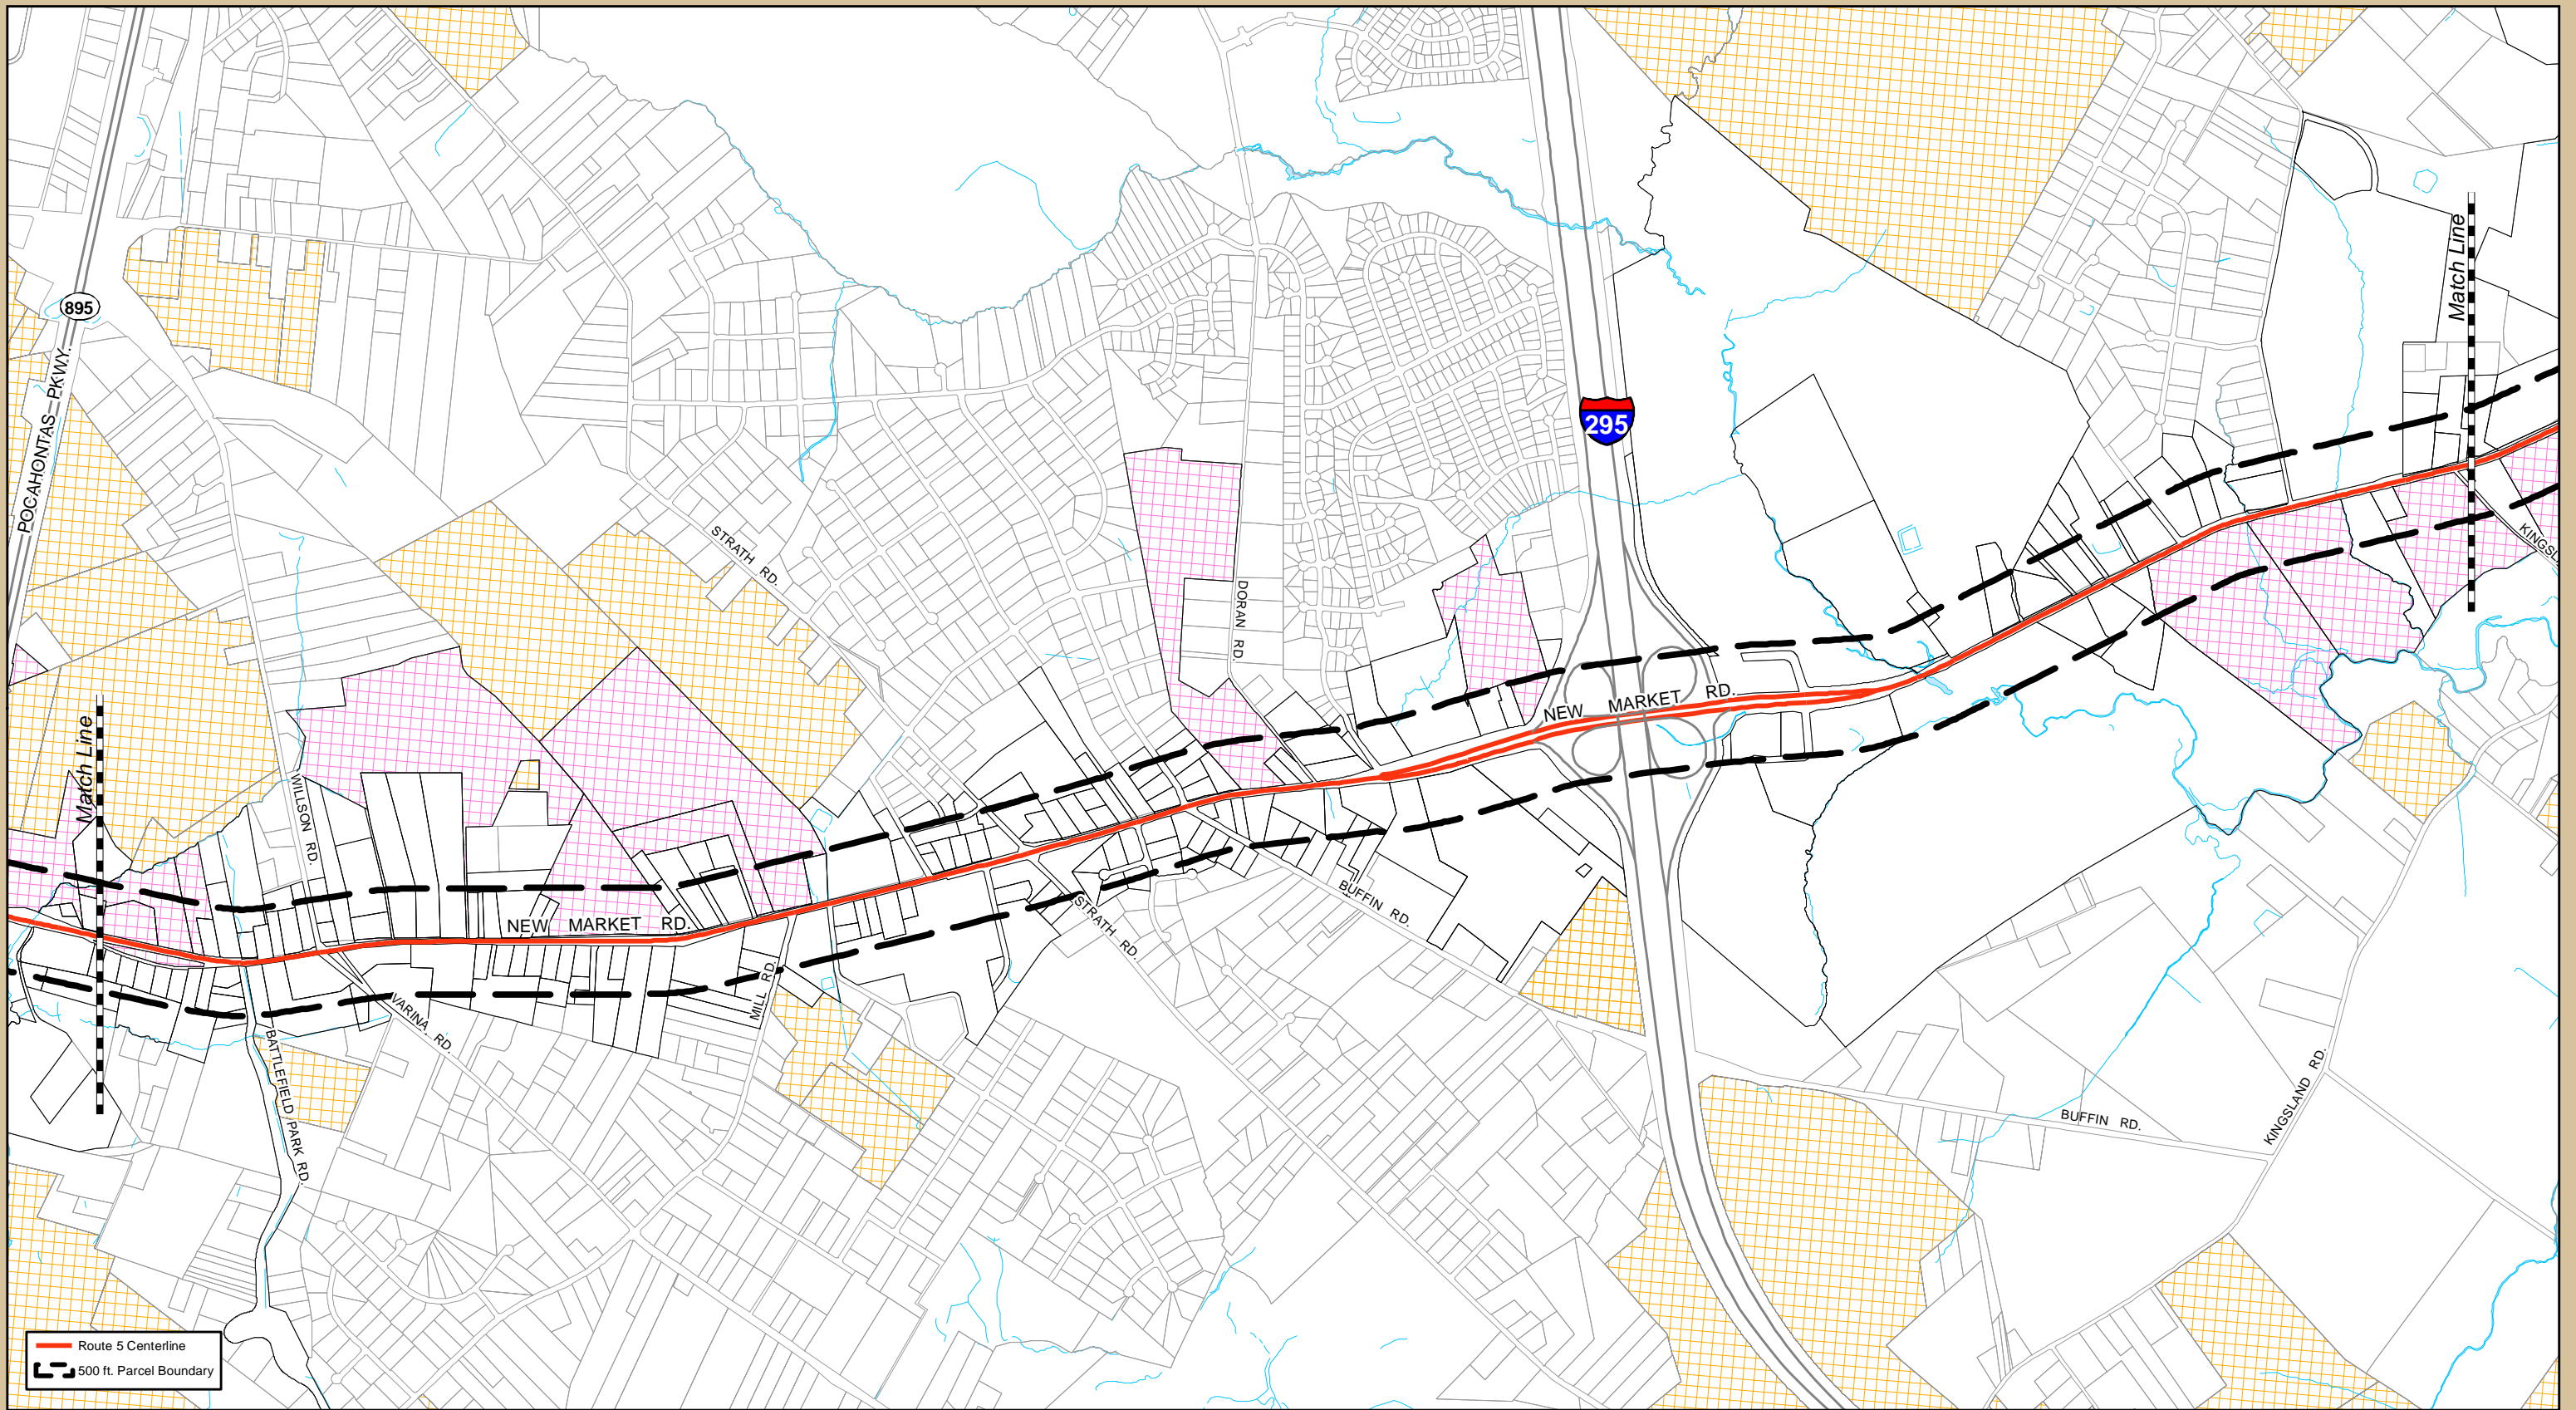 Match Line
895
POCAHONTAS PKWY.
295
STRATH RD.
DORAN RD.
KINGSL
NEW MARKET RD.
Match Line
WILLSON RD.
NEW MARKET RD.
BUFFIN RD.
STRATH RD.
MILL RD.
VARINA RD.
BATTLEFIELD PARK RD.
BUFFIN RD.
KINGSLAND RD.
Route 5 Centerline
500 ft. Parcel Boundary